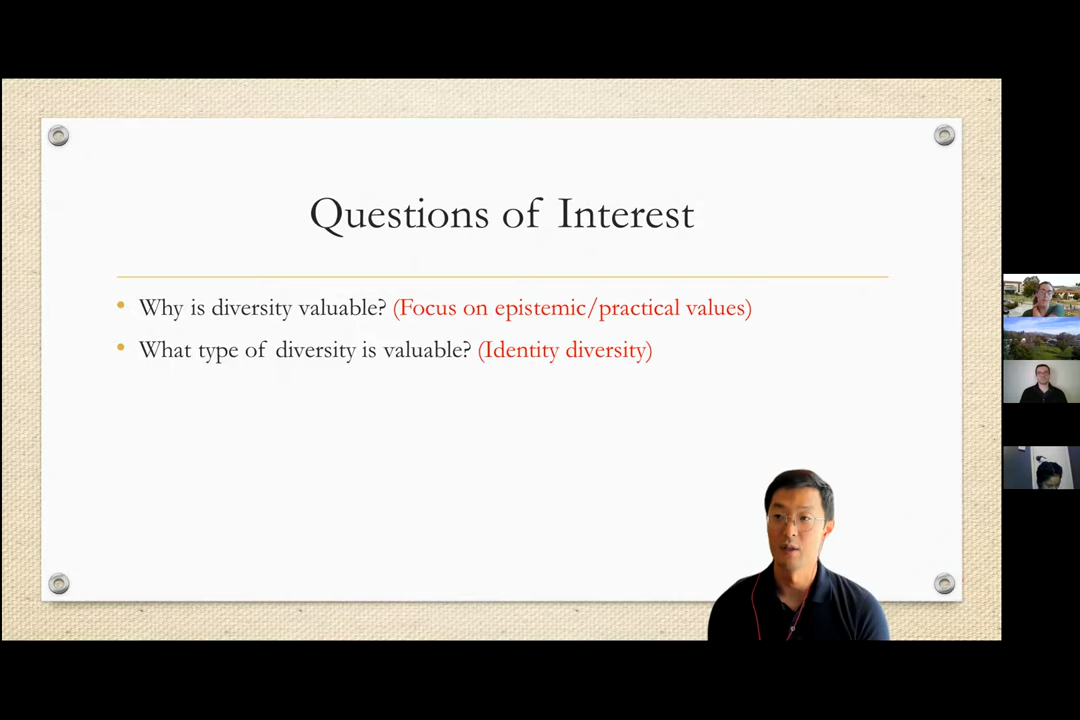 Questions of Interest
• Why is diversity valuable? (Focus on epistemic/practical values)
• What type of diversity is valuable? (Identity diversity)